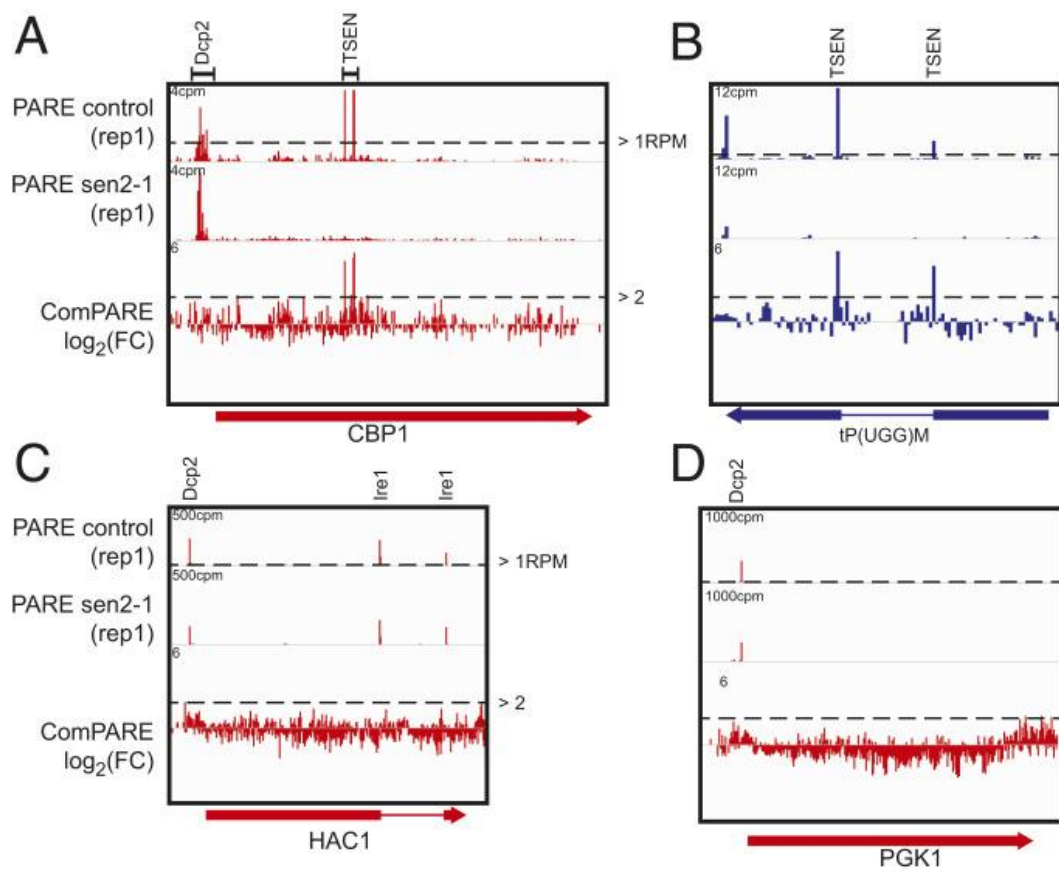 A
Dcp2
TSEN
PARE control
(rep1)
4cpm
> 1RPM
PARE sen2-1
(rep1)
4cpm
ComPARE
log2(FC)
6
> 2
CBP1
B
TSEN
TSEN
12cpm
12cpm
6
tP(UGG)M
C
Dcp2
Ire1
Ire1
PARE control
(rep1)
500cpm
> 1RPM
PARE sen2-1
(rep1)
500cpm
ComPARE
log2(FC)
6
> 2
HAC1
D
Dcp2
1000cpm
1000cpm
6
PGK1